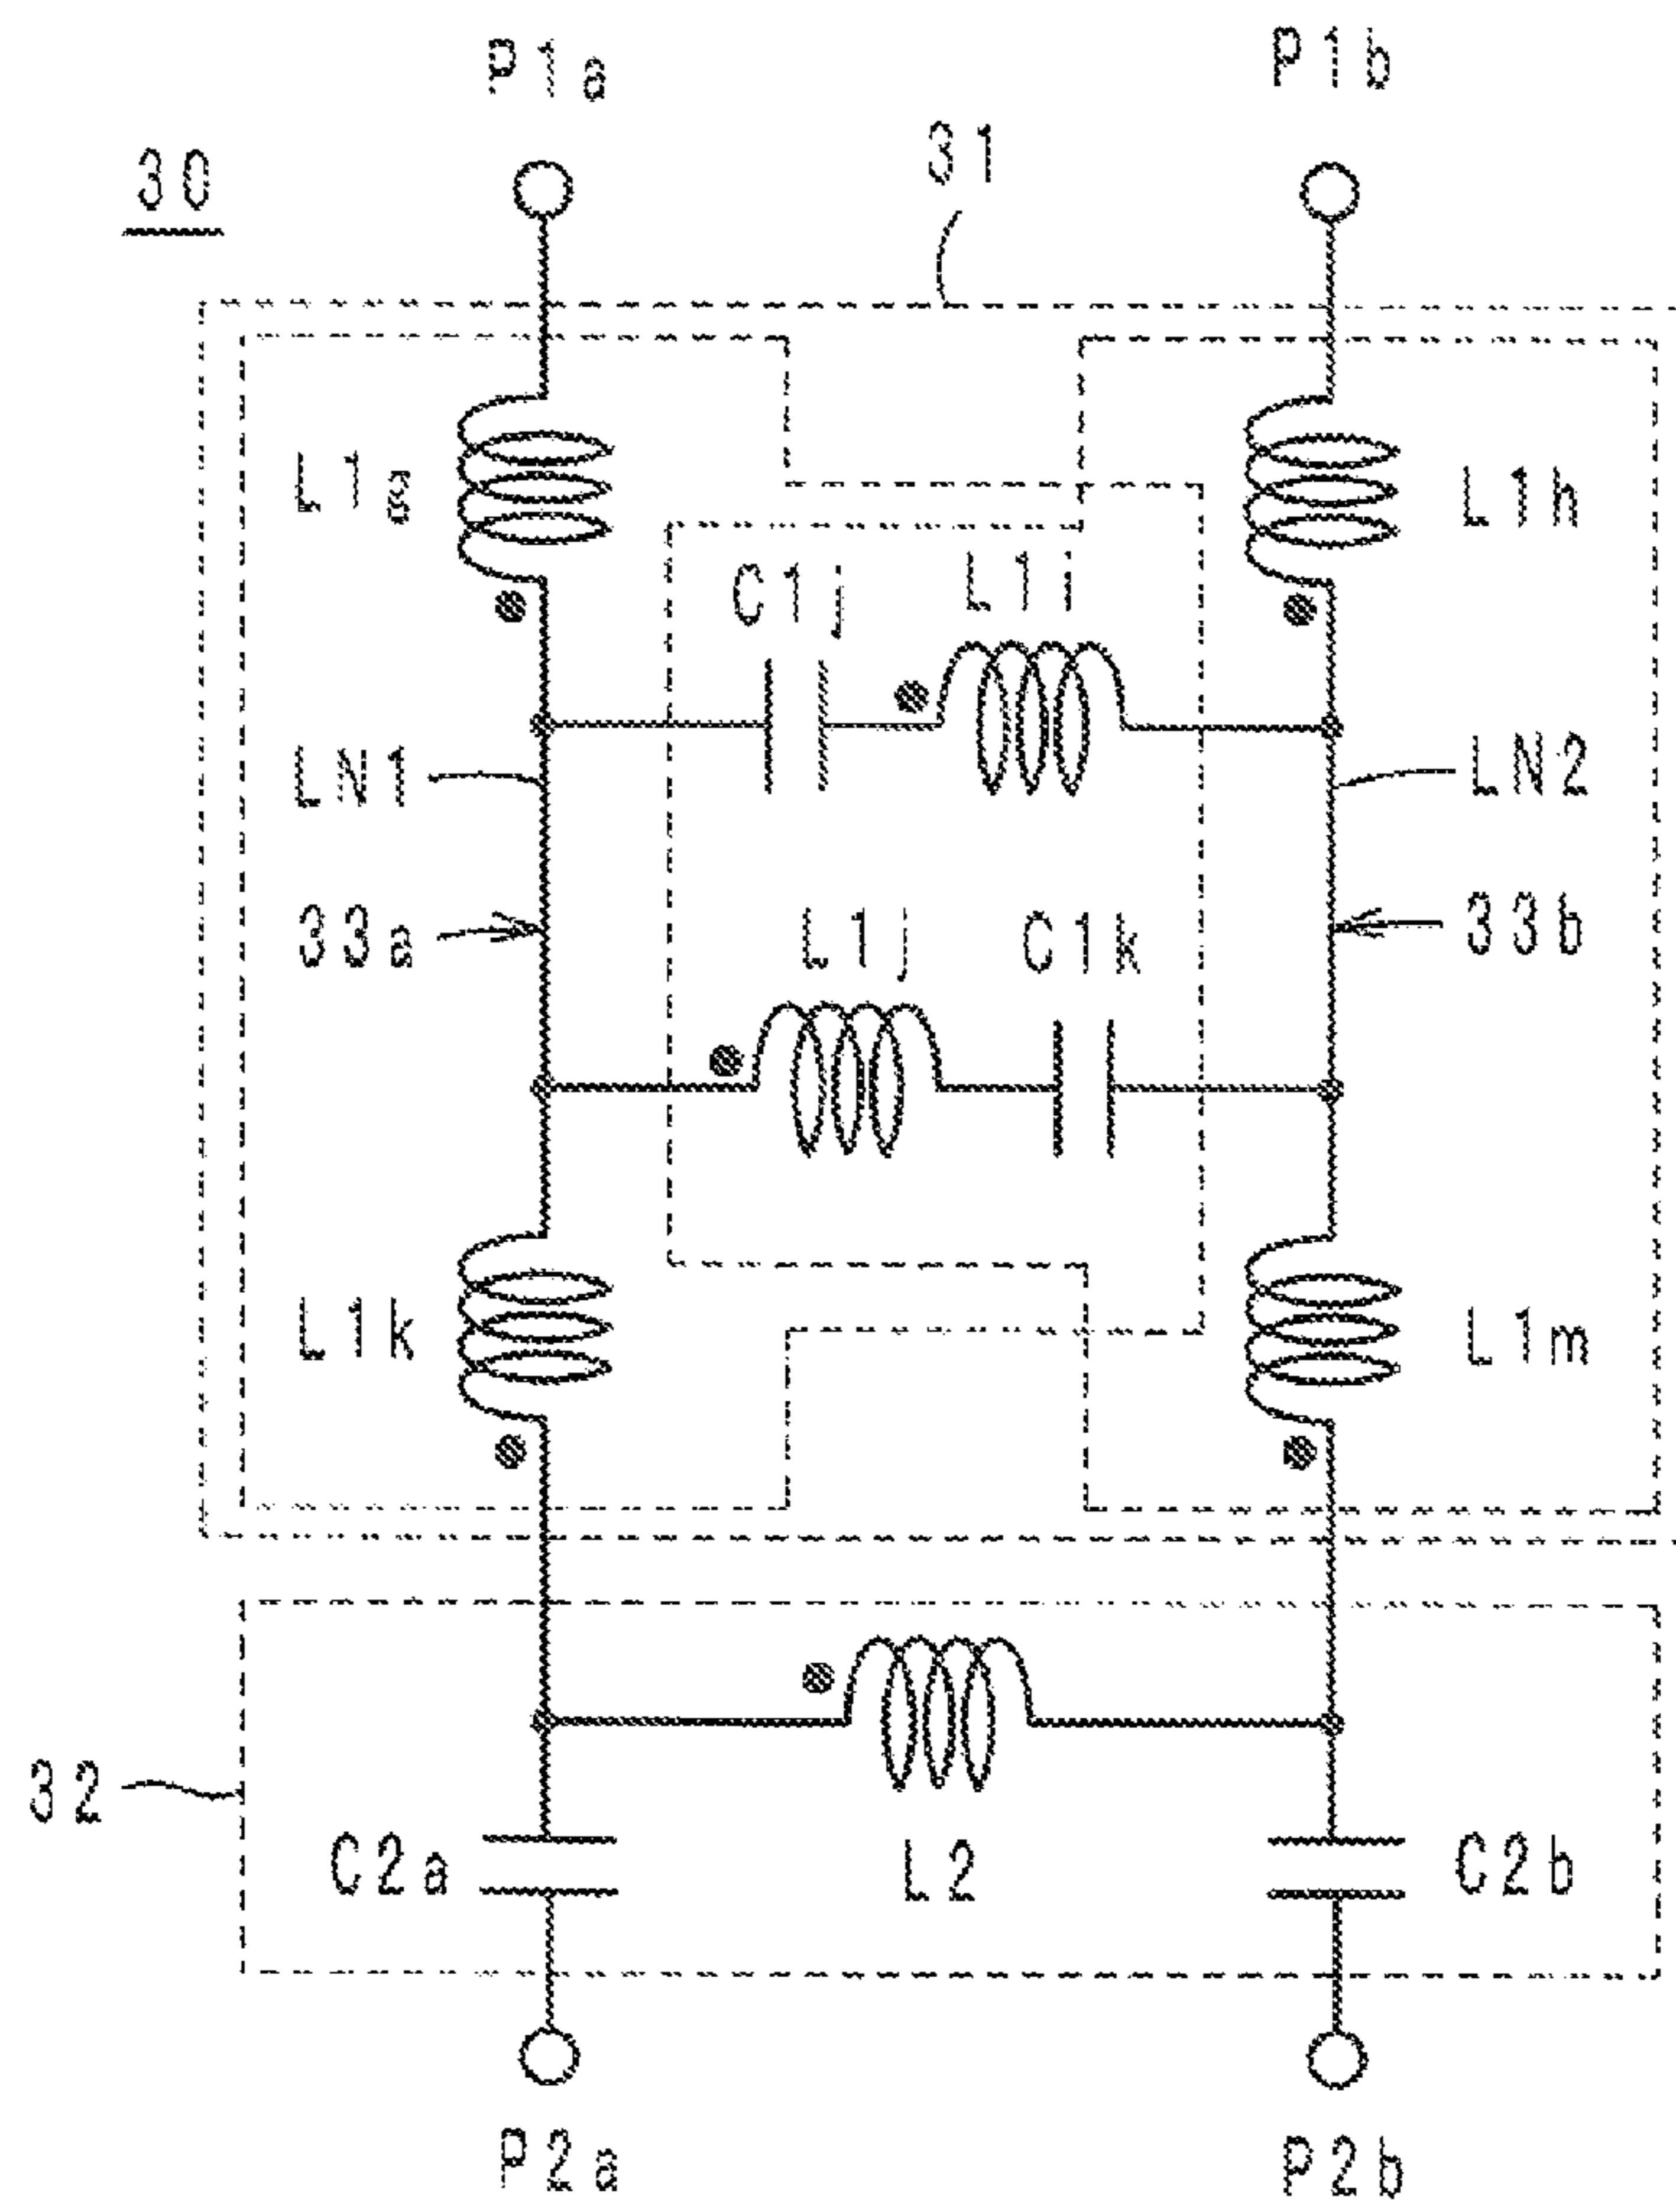 P1a
P1b
30
31
L1g
L1h
C1j
L1i
LN1
LN2
33a
L1j
C1k
33b
L1k
L1m
32
C2a
L2
C2b
P2a
P2b